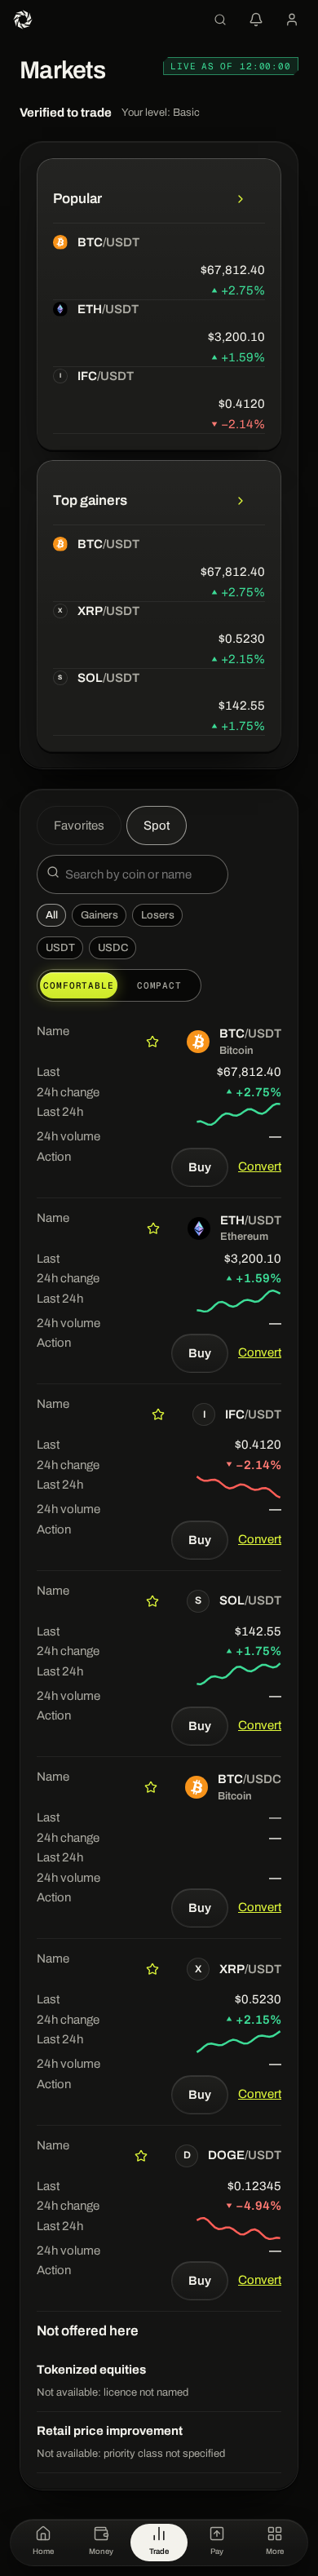 Markets
LIVE AS OF 12:00:00
Verified to trade Your level: Basic
Popular
BTC/USDT
$67,812.40
+2.75%
ETH/USDT
$3,200.10
+1.59%
I IFC/USDT
$0.4120
−2.14%
Top gainers
BTC/USDT
$67,812.40
+2.75%
X XRP/USDT
$0.5230
+2.15%
S SOL/USDT
$142.55
+1.75%
Favorites Spot
Search by coin or name
All Gainers Losers
USDT USDC
COMFORTABLE COMPACT
Name BTC/USDT
Bitcoin
Last $67,812.40
24h change +2.75%
Last 24h
24h volume —
Action Buy Convert
Name ETH/USDT
Ethereum
Last $3,200.10
24h change +1.59%
Last 24h
24h volume —
Action Buy Convert
Name I IFC/USDT
Last $0.4120
24h change −2.14%
Last 24h
24h volume —
Action Buy Convert
Name S SOL/USDT
Last $142.55
24h change +1.75%
Last 24h
24h volume —
Action Buy Convert
Name BTC/USDC
Bitcoin
Last —
24h change —
Last 24h
24h volume —
Action Buy Convert
Name X XRP/USDT
Last $0.5230
24h change +2.15%
Last 24h
24h volume —
Action Buy Convert
Name D DOGE/USDT
Last $0.12345
24h change −4.94%
Last 24h
24h volume —
Action Buy Convert
Not offered here
Tokenized equities
Not available: licence not named
Retail price improvement
Not available: priority class not specified
Home Money Trade Pay More